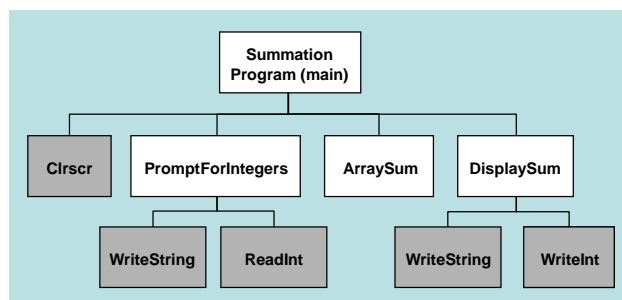 Summation
Program (main)
Clrscr
PromptForIntegers
ArraySum
DisplaySum
WriteString
ReadInt
WriteString
WriteInt